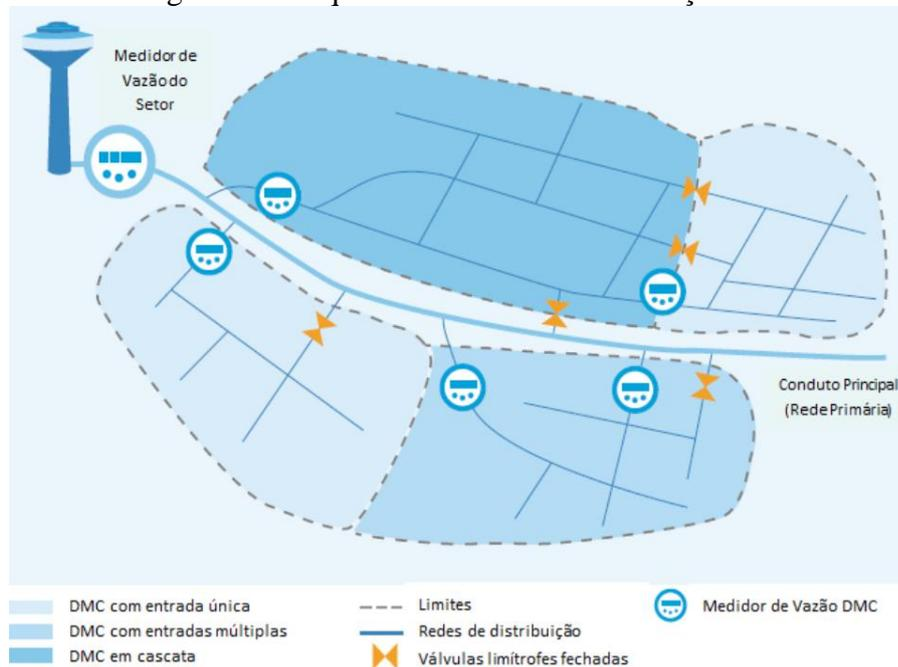 Medidor de
Vazão do
Setor
Conduto Principal
(Rede Primária)
DMC com entrada única
DMC com entradas múltiplas
DMC em cascata
Limites
Redes de distribuição
Válvulas limítrofes fechadas
Medidor de Vazão DMC